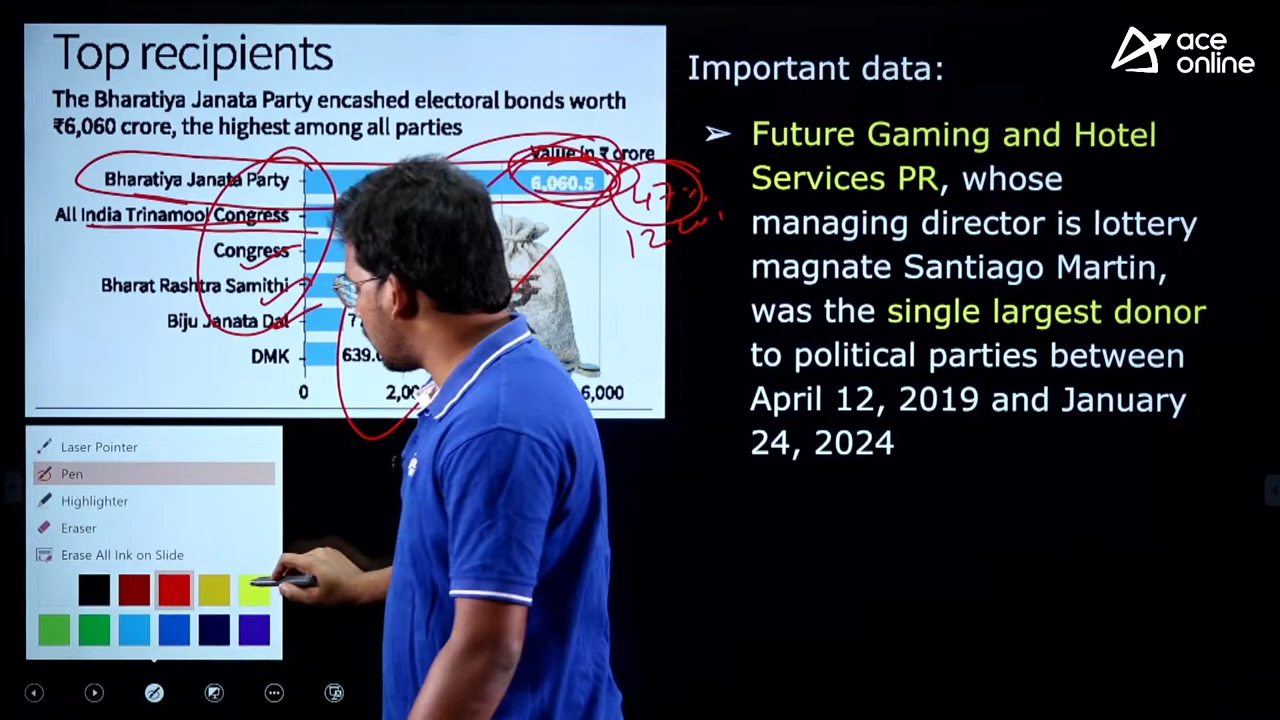 Top recipients
The Bharatiya Janata Party encashed electoral bonds worth
₹6,060 crore, the highest among all parties
Value in ₹ crore
Bharatiya Janata Party
6,060.5
47%
All India Trinamool Congress
12
Congress
Bharat Rashtra Samithi
Biju Janata Dal
DMK
639.
0
6,000
Laser Pointer
Pen
Highlighter
Eraser
Erase All Ink on Slide
ace
online
Important data:
➢ Future Gaming and Hotel
Services PR, whose
managing director is lottery
magnate Santiago Martin,
was the single largest donor
to political parties between
April 12, 2019 and January
24, 2024